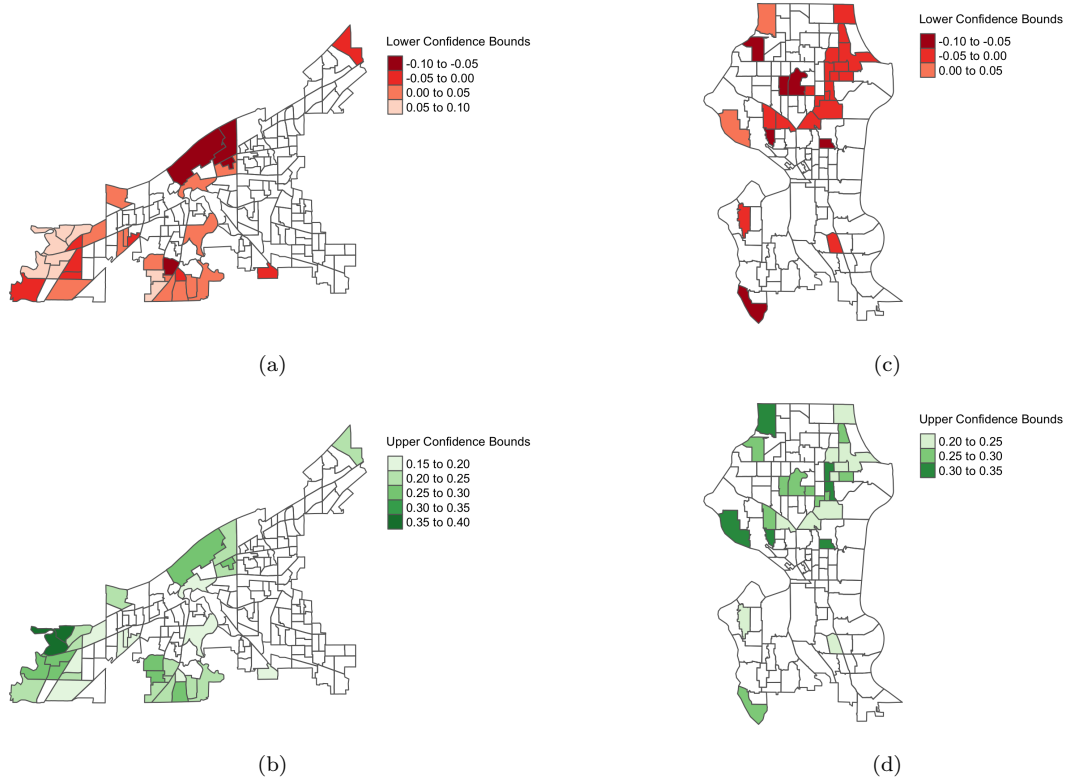 Lower Confidence Bounds
-0.10 to -0.05
-0.05 to 0.00
0.00 to 0.05
0.05 to 0.10
(a)
Lower Confidence Bounds
-0.10 to -0.05
-0.05 to 0.00
0.00 to 0.05
(c)
Upper Confidence Bounds
0.15 to 0.20
0.20 to 0.25
0.25 to 0.30
0.30 to 0.35
0.35 to 0.40
(b)
Upper Confidence Bounds
0.20 to 0.25
0.25 to 0.30
0.30 to 0.35
(d)